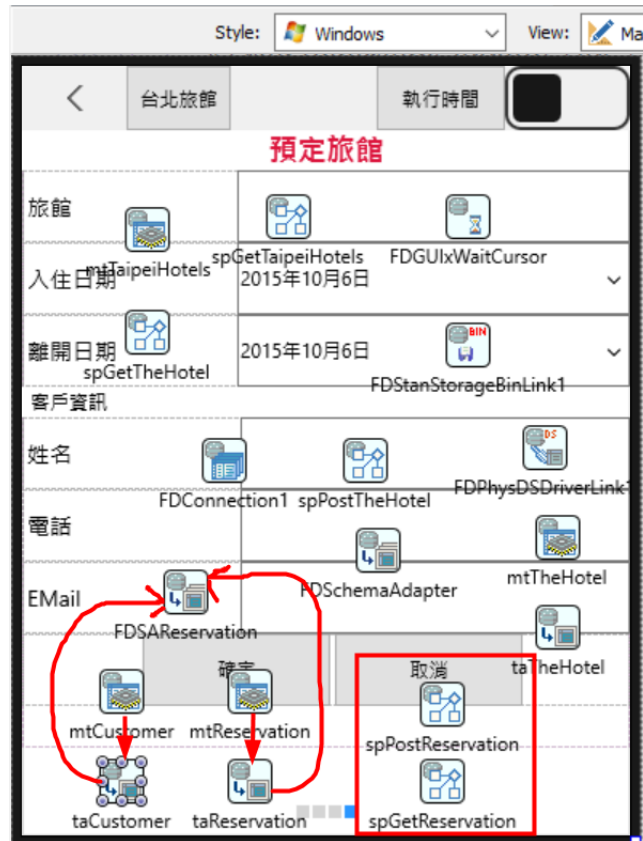 Style: Windows View: Ma
台北旅館 執行時間
預定旅館
旅館
mtTaipeiHotels spGetTaipeiHotels FDGUIxWaitCursor
入住日期 2015年10月6日
離開日期 2015年10月6日 BIN
spGetTheHotel FDStanStorageBinLink1
客戶資訊
姓名 DS
FDConnection1 spPostTheHotel FDPhysDSDriverLink1
電話
FDSchemaAdapter mtTheHotel
EMail
FDSAReservation
確定 取消 taTheHotel
mtCustomer mtReservation spPostReservation
taCustomer taReservation spGetReservation